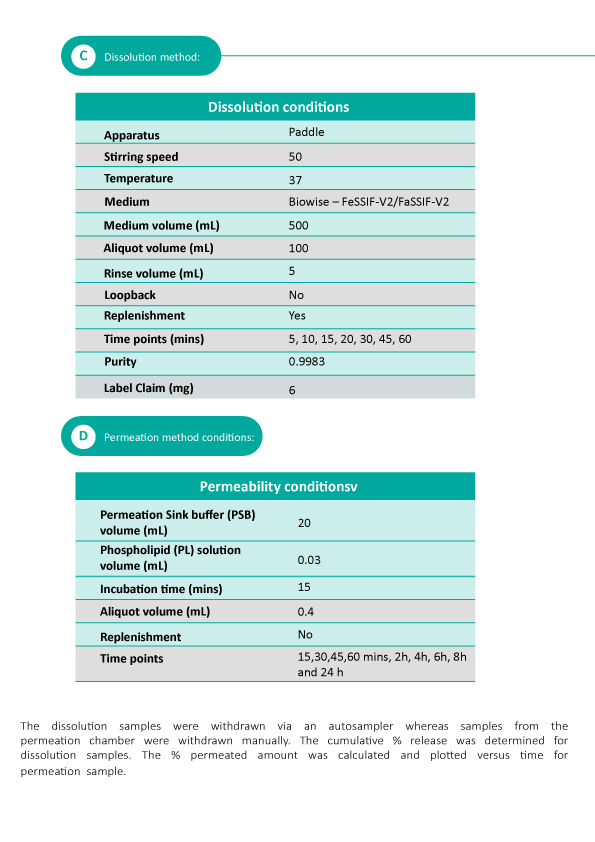 C Dissolution method:
Dissolution conditions
Apparatus Paddle
Stirring speed 50
Temperature 37
Medium Biowise – FeSSIF-V2/FaSSIF-V2
Medium volume (mL) 500
Aliquot volume (mL) 100
Rinse volume (mL) 5
Loopback No
Replenishment Yes
Time points (mins) 5, 10, 15, 20, 30, 45, 60
Purity 0.9983
Label Claim (mg) 6
D Permeation method conditions:
Permeability conditionsv
Permeation Sink buffer (PSB)
volume (mL) 20
Phospholipid (PL) solution
volume (mL) 0.03
Incubation time (mins) 15
Aliquot volume (mL) 0.4
Replenishment No
Time points 15,30,45,60 mins, 2h, 4h, 6h, 8h
and 24 h
The dissolution samples were withdrawn via an autosampler whereas samples from the
permeation chamber were withdrawn manually. The cumulative % release was determined for
dissolution samples. The % permeated amount was calculated and plotted versus time for
permeation sample.